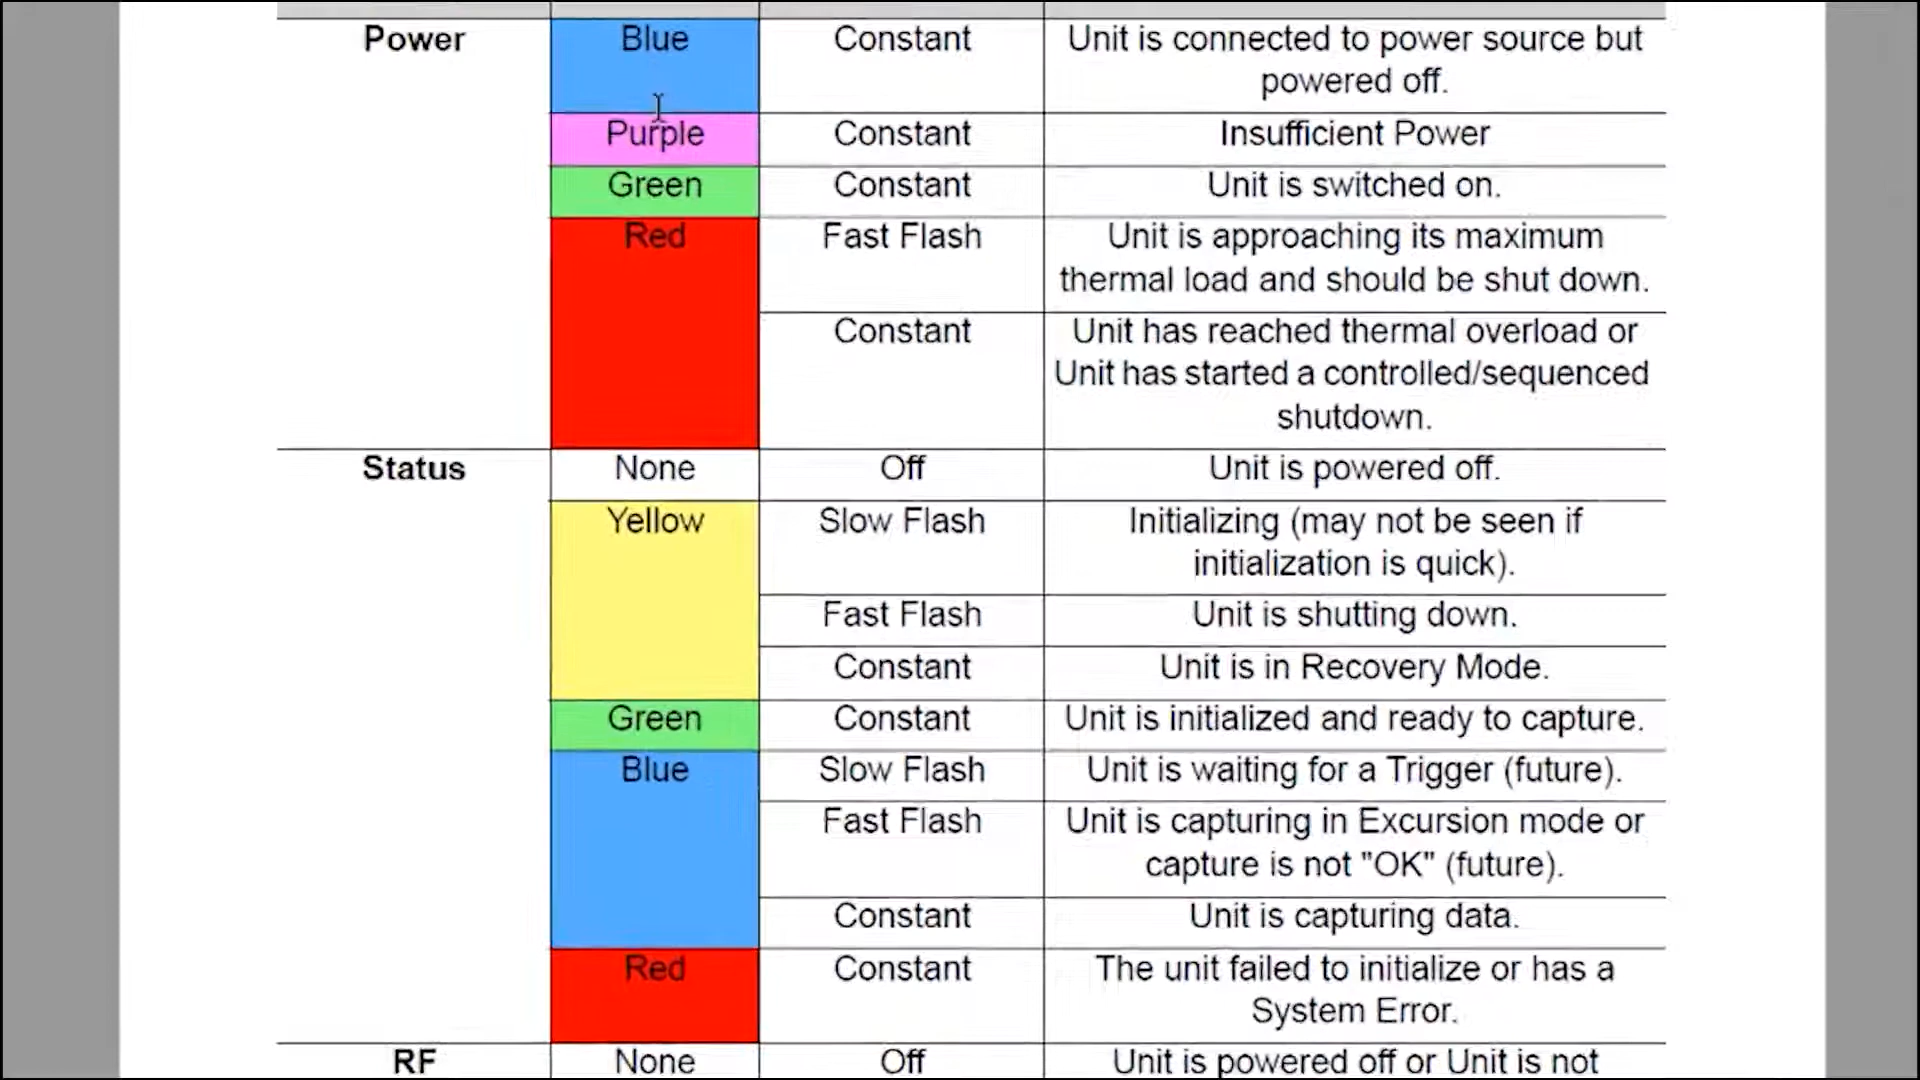 Power Blue Constant Unit is connected to power source but
powered off.
Purple Constant Insufficient Power
Green Constant Unit is switched on.
Red Fast Flash Unit is approaching its maximum
thermal load and should be shut down.
Constant Unit has reached thermal overload or
Unit has started a controlled/sequenced
shutdown.
Status None Off Unit is powered off.
Yellow Slow Flash Initializing (may not be seen if
initialization is quick).
Fast Flash Unit is shutting down.
Constant Unit is in Recovery Mode.
Green Constant Unit is initialized and ready to capture.
Blue Slow Flash Unit is waiting for a Trigger (future).
Fast Flash Unit is capturing in Excursion mode or
capture is not "OK" (future).
Constant Unit is capturing data.
Red Constant The unit failed to initialize or has a
System Error.
RF None Off Unit is powered off or Unit is not